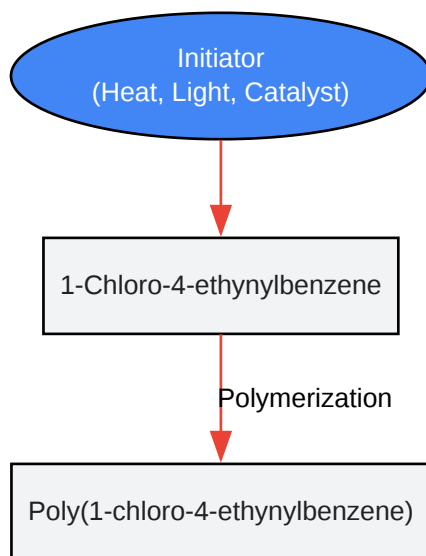 Initiator
(Heat, Light, Catalyst)
1-Chloro-4-ethynylbenzene
Polymerization
Poly(1-chloro-4-ethynylbenzene)